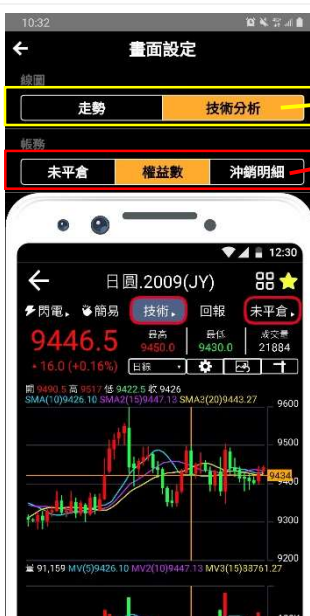 10:32
畫面設定
線圖
走勢 技術分析
帳務
未平倉 權益數 沖銷明細
12:30
日圓.2009(JY)
閃電 簡易 技術 回報 未平倉
9446.5 最高 最低 成交量
9450.0 9430.0 21884
16.0 (+0.16%) 日線
開 9490.5 高 9517 低 9422.5 收 9426
SMA(10)9426.10 SMA2(15)9447.13 SMA3(20)9443.27
9600
9500
9434
9400
9300
9200
量 91,159 MV(5)9426.10 MV2(10)9447.13 MV3(15)38761.27